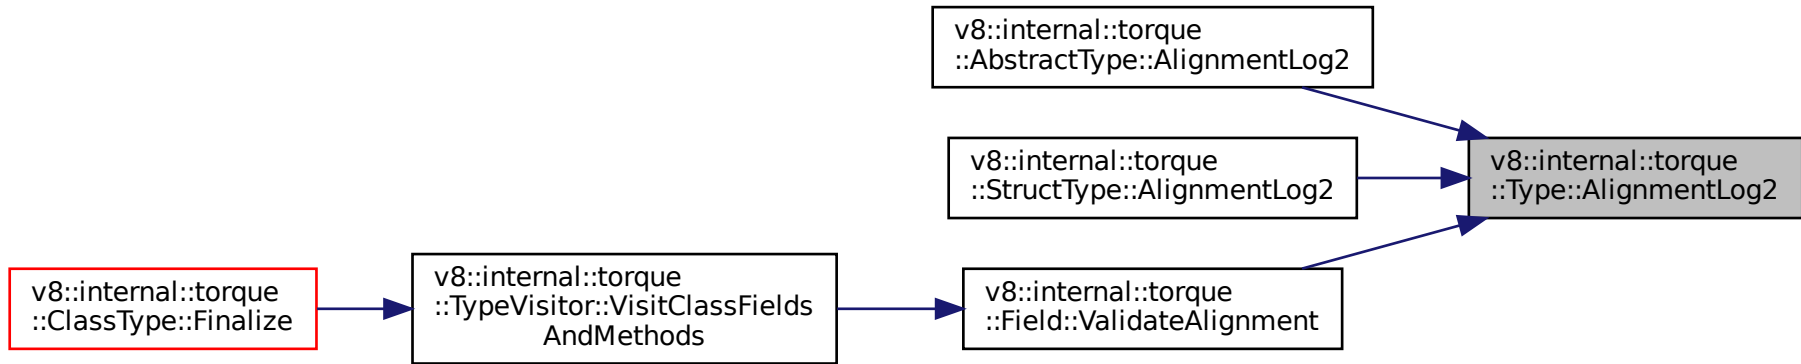 v8::internal::torque
::AbstractType::AlignmentLog2
v8::internal::torque
::StructType::AlignmentLog2
v8::internal::torque
::Type::AlignmentLog2
v8::internal::torque
::ClassType::Finalize
v8::internal::torque
::TypeVisitor::VisitClassFields
AndMethods
v8::internal::torque
::Field::ValidateAlignment